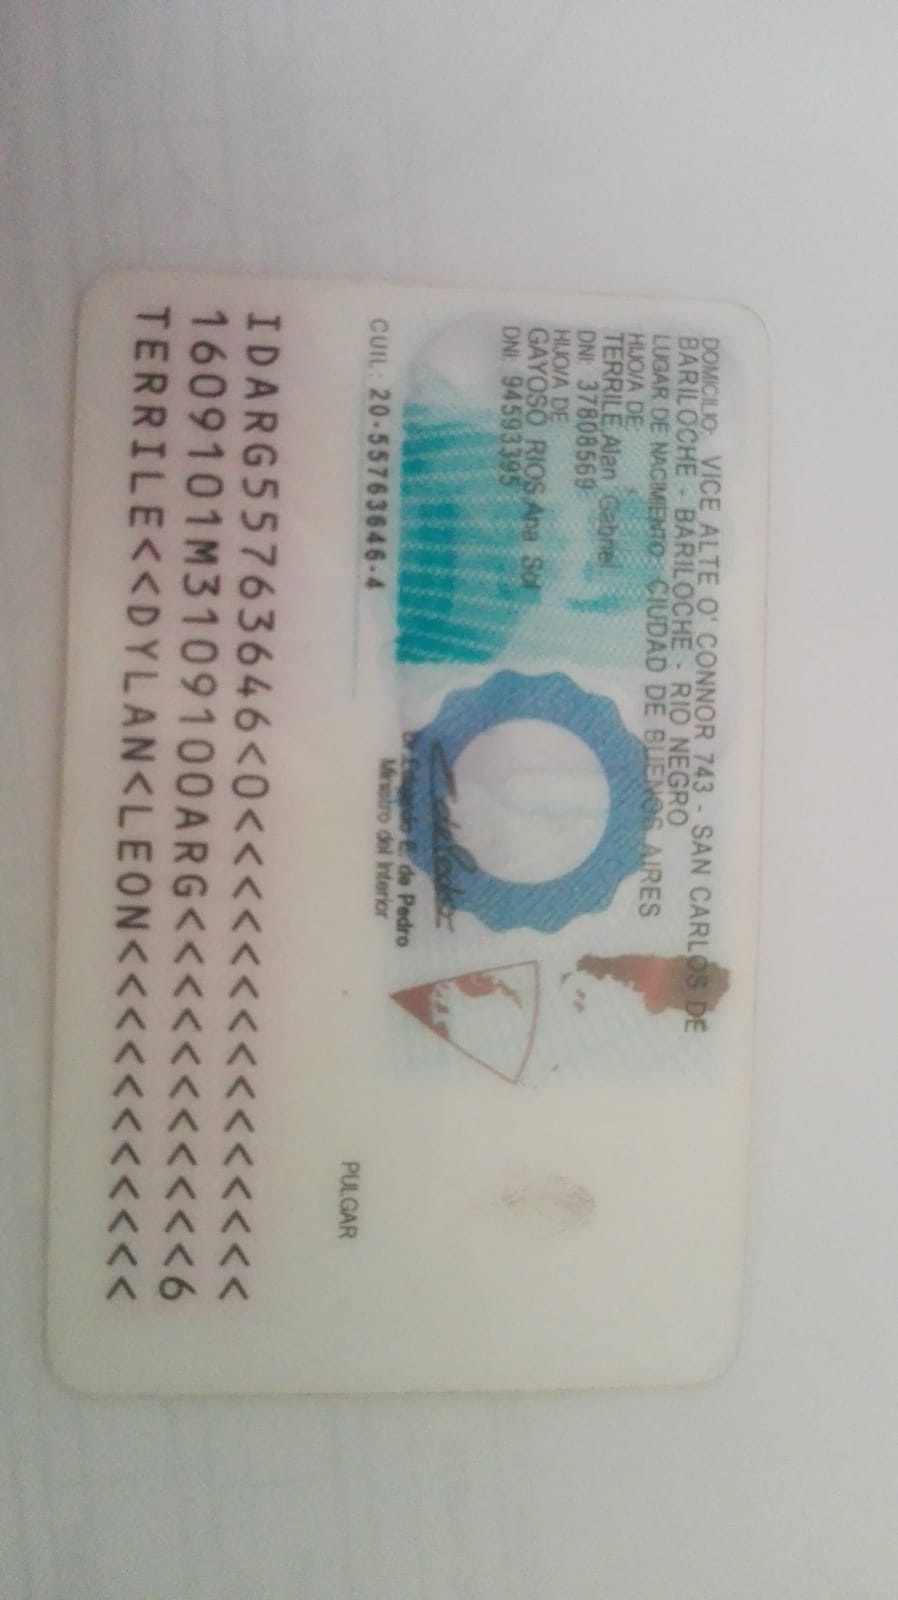 DOMICILIO: VICE ALTE O' CONNOR 743 - SAN CARLOS DE
BARILOCHE - BARILOCHE - RIO NEGRO
LUGAR DE NACIMIENTO: CIUDAD DE BUENOS AIRES
HIJO/A DE:
TERRILE Alan Gabriel
DNI: 37808569
HIJO/A DE:
GAYOSO RIOS Ana Sol
DNI: 94593395
CUIL: 20-55763646-4
Dr. Eduardo E. de Pedro
Ministro del Interior
PULGAR
IDARG55763646<0<<<<<<<<<<<<<<<
1609101M3109100ARG<<<<<<<<<<<6
TERRILE<<DYLAN<LEON<<<<<<<<<<<